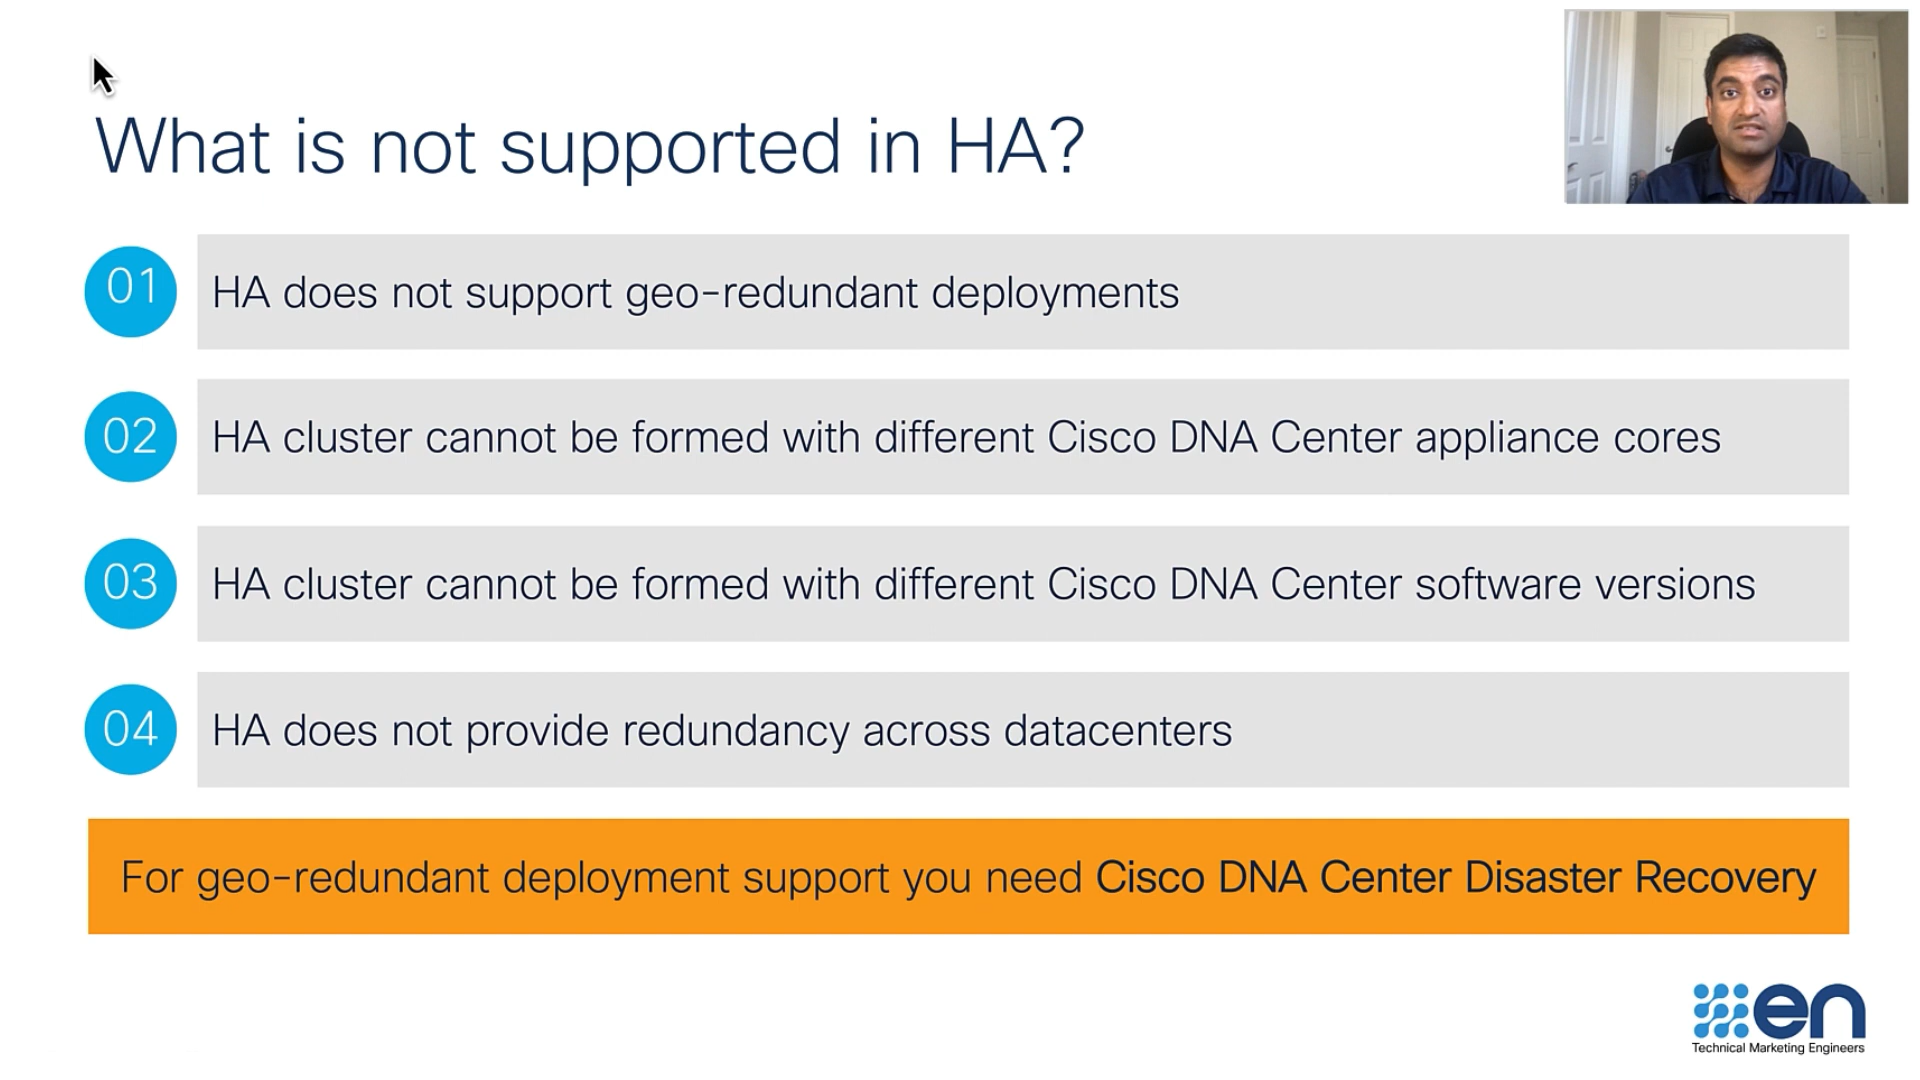 What is not supported in HA?
01 HA does not support geo-redundant deployments
02 HA cluster cannot be formed with different Cisco DNA Center appliance cores
03 HA cluster cannot be formed with different Cisco DNA Center software versions
04 HA does not provide redundancy across datacenters
For geo-redundant deployment support you need Cisco DNA Center Disaster Recovery
en
Technical Marketing Engineers